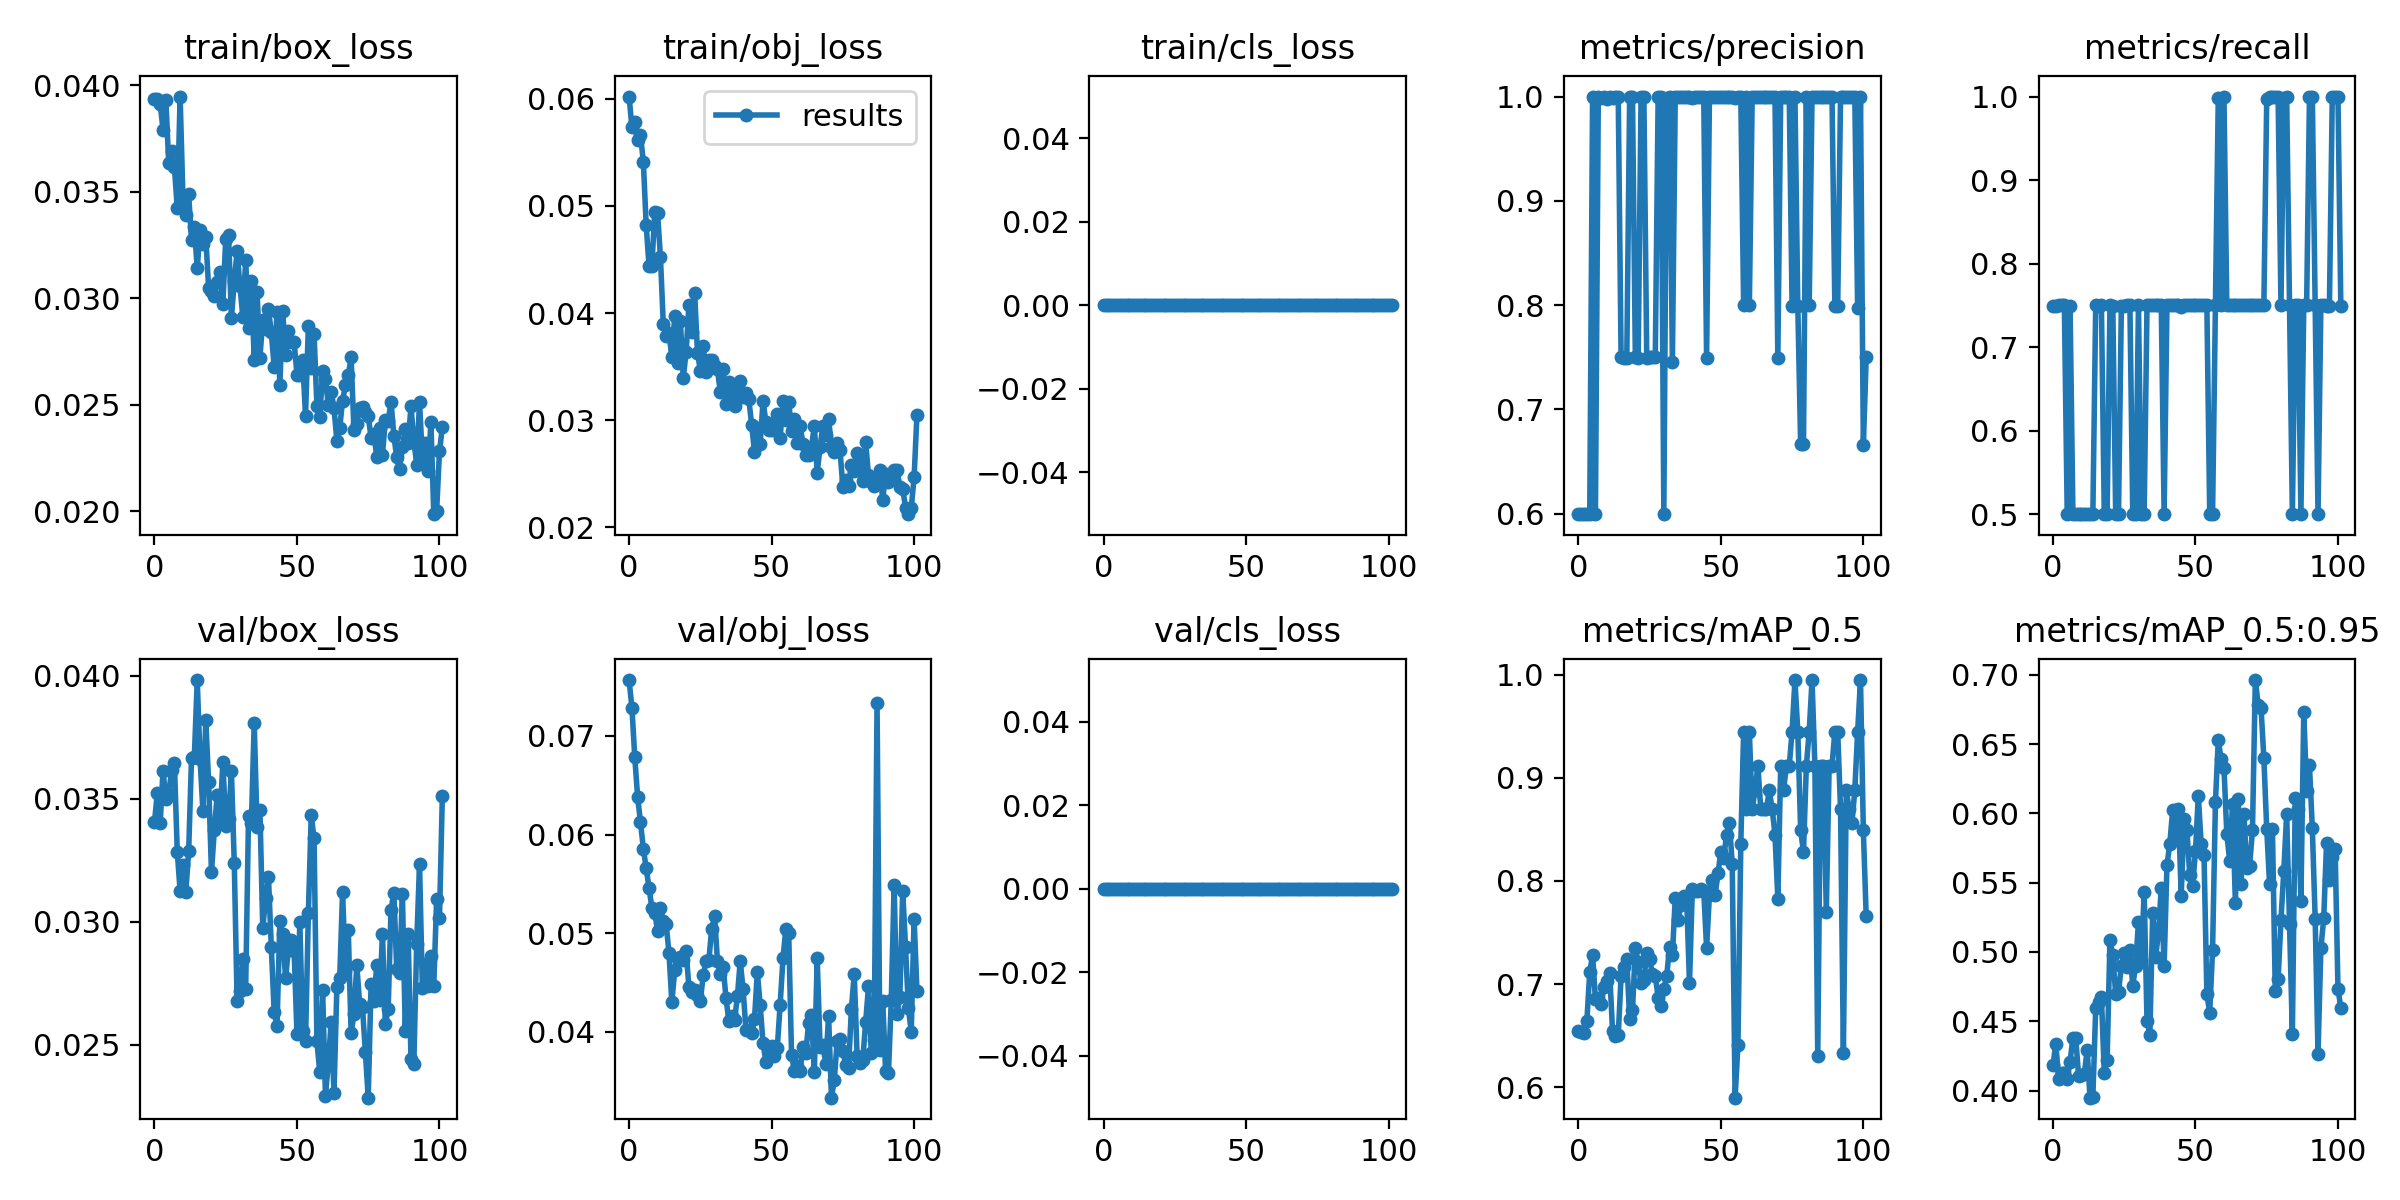 train/box_loss
0.040
0.035
0.030
0.025
0.020
0 50 100
train/obj_loss
results
0.06
0.05
0.04
0.03
0.02
0 50 100
train/cls_loss
0.04
0.02
0.00
−0.02
−0.04
0 50 100
metrics/precision
1.0
0.9
0.8
0.7
0.6
0 50 100
metrics/recall
1.0
0.9
0.8
0.7
0.6
0.5
0 50 100
val/box_loss
0.040
0.035
0.030
0.025
0 50 100
val/obj_loss
0.07
0.06
0.05
0.04
0 50 100
val/cls_loss
0.04
0.02
0.00
−0.02
−0.04
0 50 100
metrics/mAP_0.5
1.0
0.9
0.8
0.7
0.6
0 50 100
metrics/mAP_0.5:0.95
0.70
0.65
0.60
0.55
0.50
0.45
0.40
0 50 100